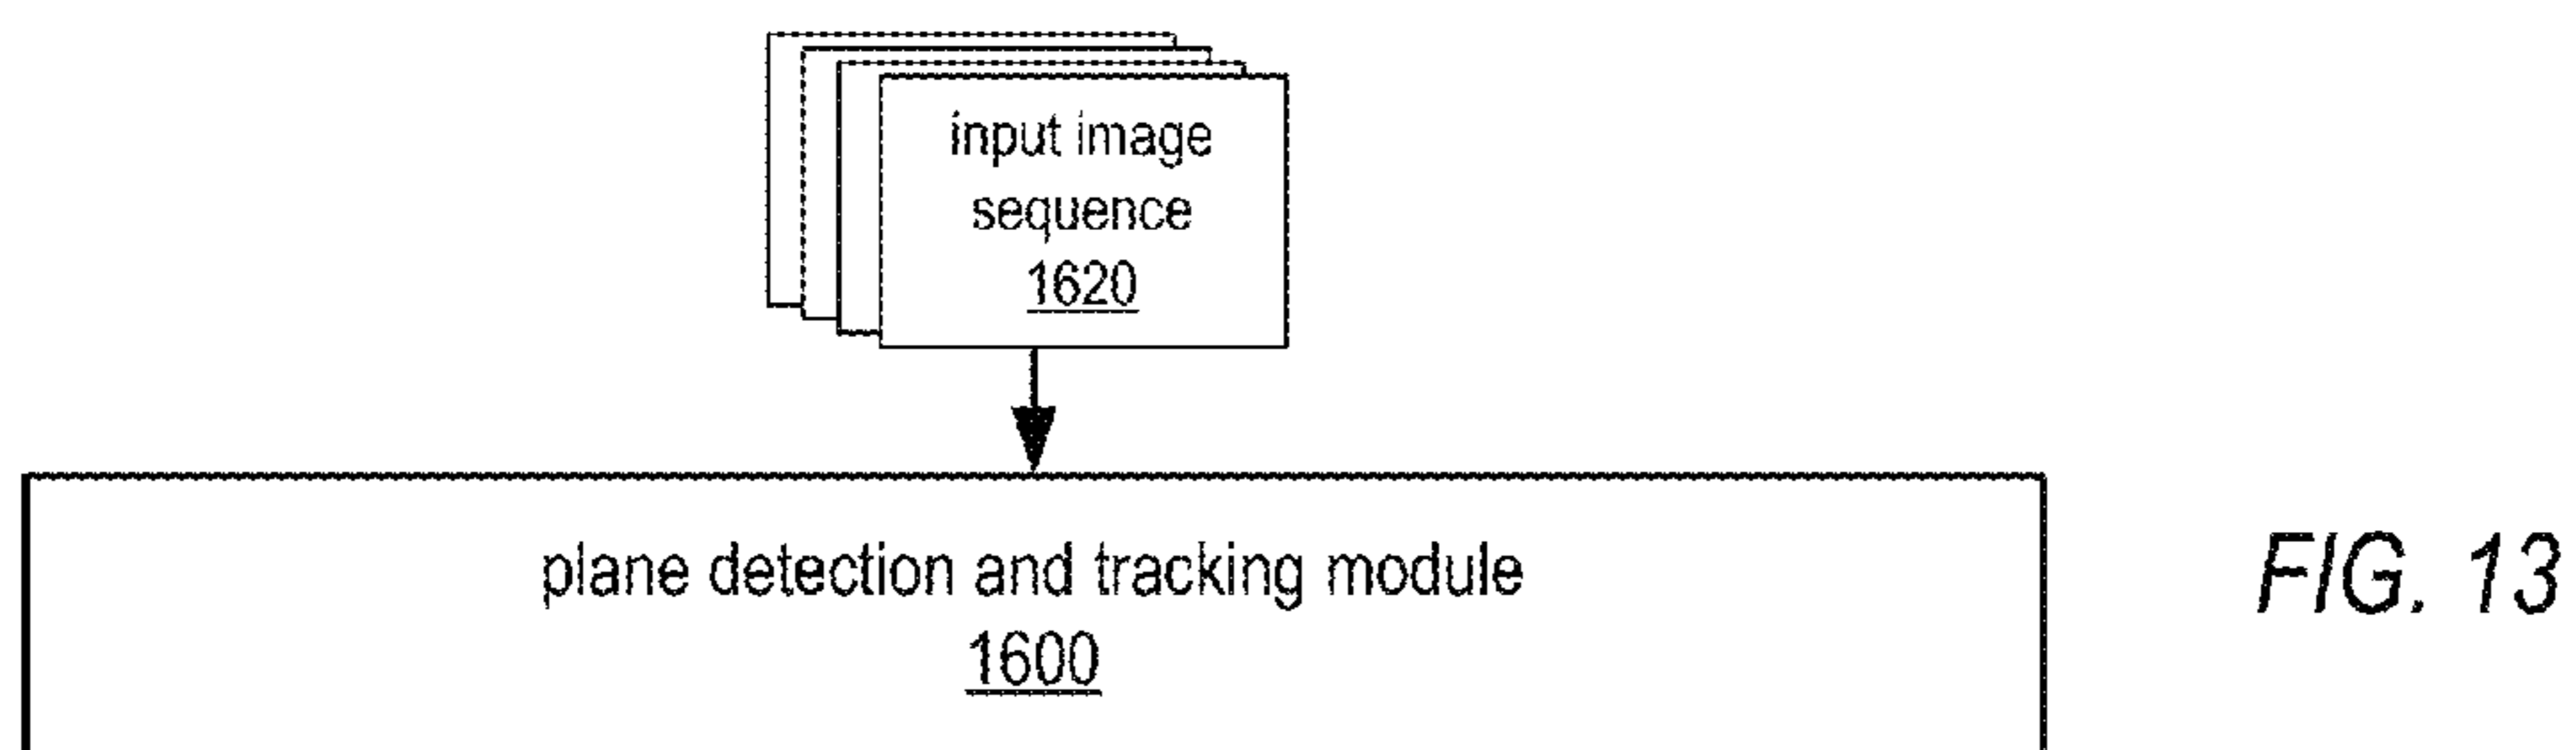 input image
sequence
1620
plane detection and tracking module
1600
FIG. 13